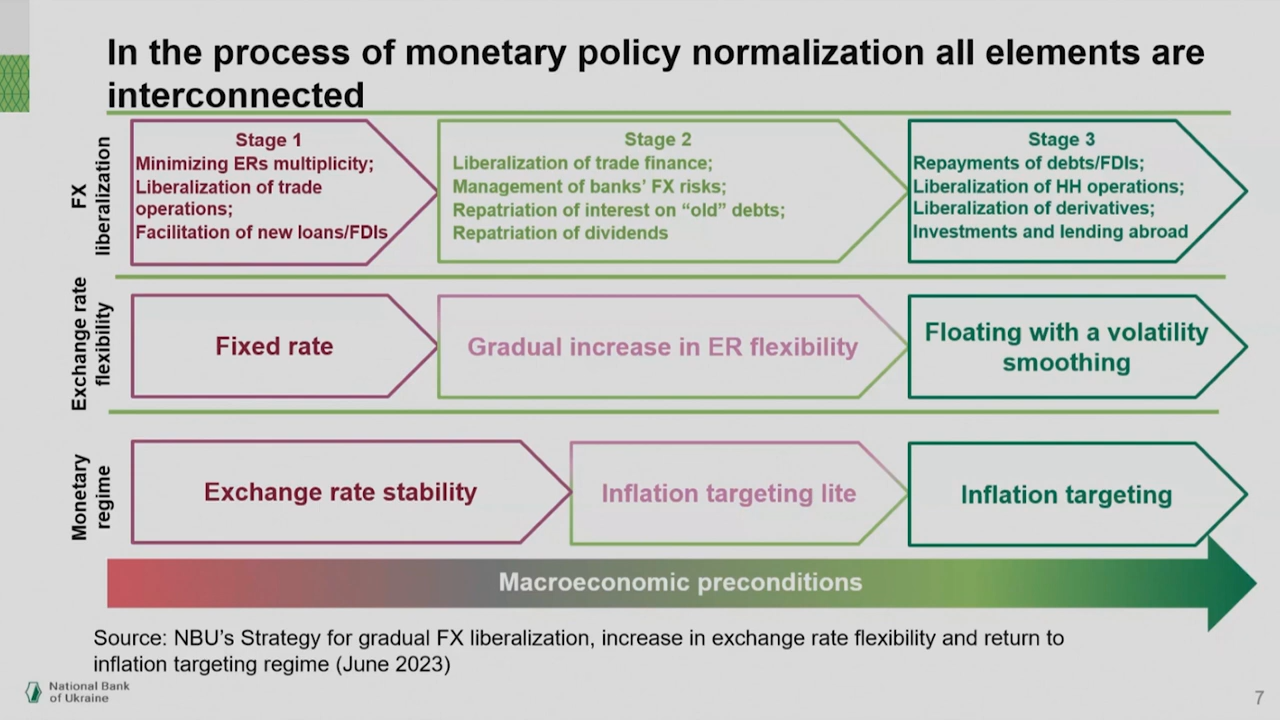 In the process of monetary policy normalization all elements are
interconnected
FX
liberalization
Stage 1
Minimizing ERs multiplicity;
Liberalization of trade
operations;
Facilitation of new loans/FDIs
Stage 2
Liberalization of trade finance;
Management of banks’ FX risks;
Repatriation of interest on “old” debts;
Repatriation of dividends
Stage 3
Repayments of debts/FDIs;
Liberalization of HH operations;
Liberalization of derivatives;
Investments and lending abroad
Exchange rate
flexibility
Fixed rate
Gradual increase in ER flexibility
Floating with a volatility
smoothing
Monetary
regime
Exchange rate stability
Inflation targeting lite
Inflation targeting
Macroeconomic preconditions
Source: NBU’s Strategy for gradual FX liberalization, increase in exchange rate flexibility and return to
inflation targeting regime (June 2023)
National Bank
of Ukraine
7